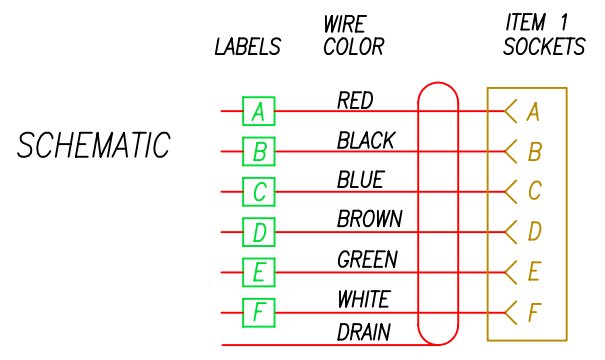 WIRE ITEM 1
LABELS COLOR SOCKETS
SCHEMATIC
A RED A
B BLACK B
C BLUE C
D BROWN D
E GREEN E
F WHITE F
DRAIN